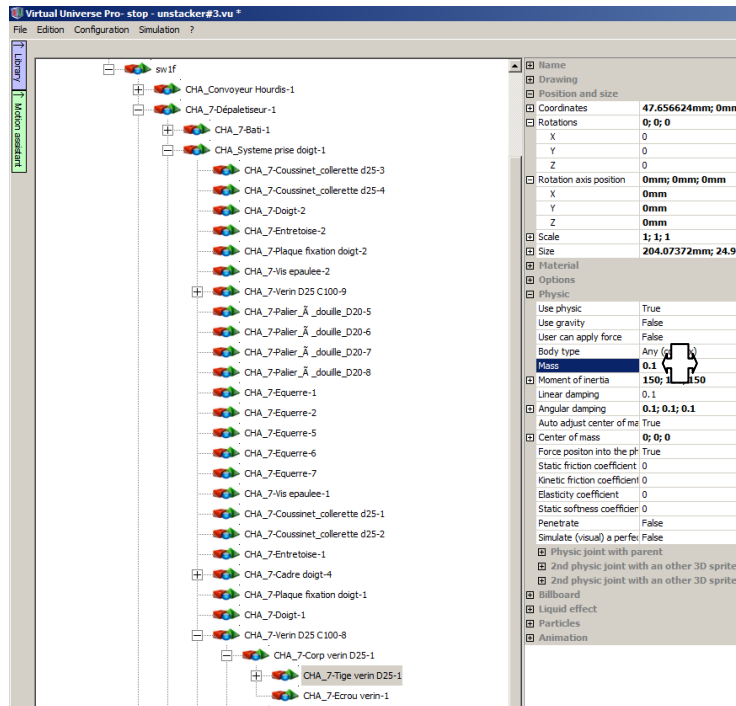 Virtual Universe Pro- stop - unstacker#3.vu *
File Edition Configuration Simulation ?
Library
Motion assistant
sw1f
CHA_Convoyeur Hourdis-1
CHA_7-Dépaletiseur-1
CHA_7-Bati-1
CHA_Systeme prise doigt-1
CHA_7-Coussinet_collerette d25-3
CHA_7-Coussinet_collerette d25-4
CHA_7-Doigt-2
CHA_7-Entretoise-2
CHA_7-Plaque fixation doigt-2
CHA_7-Vis epaulee-2
CHA_7-Verin D25 C100-9
CHA_7-Palier_Ã _douille_D20-5
CHA_7-Palier_Ã _douille_D20-6
CHA_7-Palier_Ã _douille_D20-7
CHA_7-Palier_Ã _douille_D20-8
CHA_7-Equerre-1
CHA_7-Equerre-2
CHA_7-Equerre-5
CHA_7-Equerre-6
CHA_7-Equerre-7
CHA_7-Vis epaulee-1
CHA_7-Coussinet_collerette d25-1
CHA_7-Coussinet_collerette d25-2
CHA_7-Entretoise-1
CHA_7-Cadre doigt-4
CHA_7-Plaque fixation doigt-1
CHA_7-Doigt-1
CHA_7-Verin D25 C100-8
CHA_7-Corp verin D25-1
CHA_7-Tige verin D25-1
CHA_7-Ecrou verin-1
Name
Drawing
Position and size
Coordinates 47.656624mm; 0mm
Rotations 0; 0; 0
X 0
Y 0
Z 0
Rotation axis position 0mm; 0mm; 0mm
X 0mm
Y 0mm
Z 0mm
Scale 1; 1; 1
Size 204.07372mm; 24.9
Material
Options
Physic
Use physic True
Use gravity False
User can apply force False
Body type Any
Mass 0.1
Moment of inertia 150; 150
Linear damping 0.1
Angular damping 0.1; 0.1; 0.1
Auto adjust center of ma True
Center of mass 0; 0; 0
Force positon into the ph True
Static friction coefficient 0
Kinetic friction coefficient 0
Elasticity coefficient 0
Static softness coefficien 0
Penetrate False
Simulate (visual) a perfe False
Physic joint with parent
2nd physic joint with an other 3D sprite
2nd physic joint with an other 3D sprite
Billboard
Liquid effect
Particles
Animation